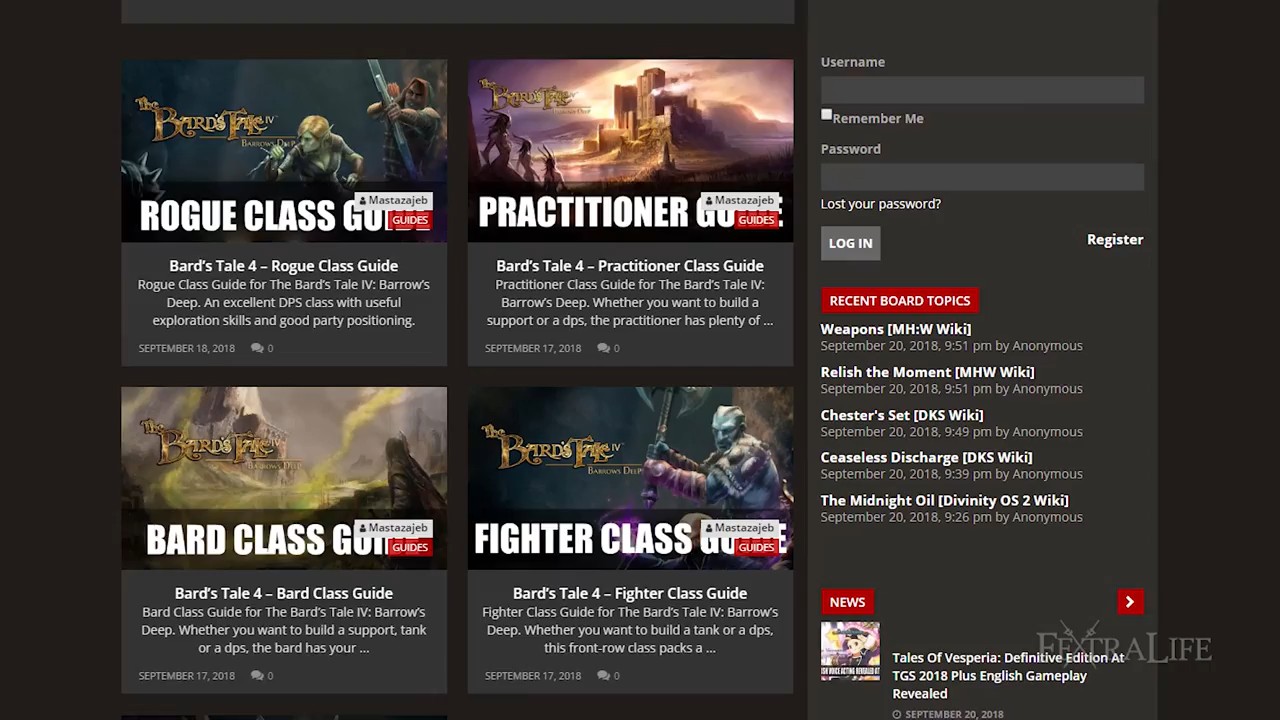 The
BARD'S TALE IV
BARROWS DEEP
Mastazajeb
ROGUE CLASS
GUIDES
Bard's Tale 4 – Rogue Class Guide
Rogue Class Guide for The Bard's Tale IV: Barrow's
Deep. An excellent DPS class with useful
exploration skills and good party positioning.
SEPTEMBER 18, 2018
0
The
BARD'S TALE IV
Mastazajeb
PRACTITIONER
GUIDES
Bard's Tale 4 – Practitioner Class Guide
Practitioner Class Guide for The Bard's Tale IV:
Barrow's Deep. Whether you want to build a
support or a dps, the practitioner has plenty of ...
SEPTEMBER 17, 2018
0
The
BARD'S TALE IV
BARROWS DEEP
Mastazajeb
BARD CLASS
GUIDES
Bard's Tale 4 – Bard Class Guide
Bard Class Guide for The Bard's Tale IV: Barrow's
Deep. Whether you want to build a support, tank
or a dps, the bard has your ...
SEPTEMBER 17, 2018
0
The
BARD'S TALE IV
BARROWS DEEP
Mastazajeb
FIGHTER CLASS
GUIDES
Bard's Tale 4 – Fighter Class Guide
Fighter Class Guide for The Bard's Tale IV: Barrow's
Deep. Whether you want to build a tank or a dps,
this front-row class packs a ...
SEPTEMBER 17, 2018
0
Username
Remember Me
Password
Lost your password?
LOG IN
Register
RECENT BOARD TOPICS
Weapons [MH:W Wiki]
September 20, 2018, 9:51 pm by Anonymous
Relish the Moment [MHW Wiki]
September 20, 2018, 9:51 pm by Anonymous
Chester's Set [DKS Wiki]
September 20, 2018, 9:49 pm by Anonymous
Ceaseless Discharge [DKS Wiki]
September 20, 2018, 9:39 pm by Anonymous
The Midnight Oil [Divinity OS 2 Wiki]
September 20, 2018, 9:26 pm by Anonymous
NEWS
Tales Of Vesperia: Definitive Edition At
TGS 2018 Plus English Gameplay
Revealed
SEPTEMBER 20, 2018
FEXTRALIFE